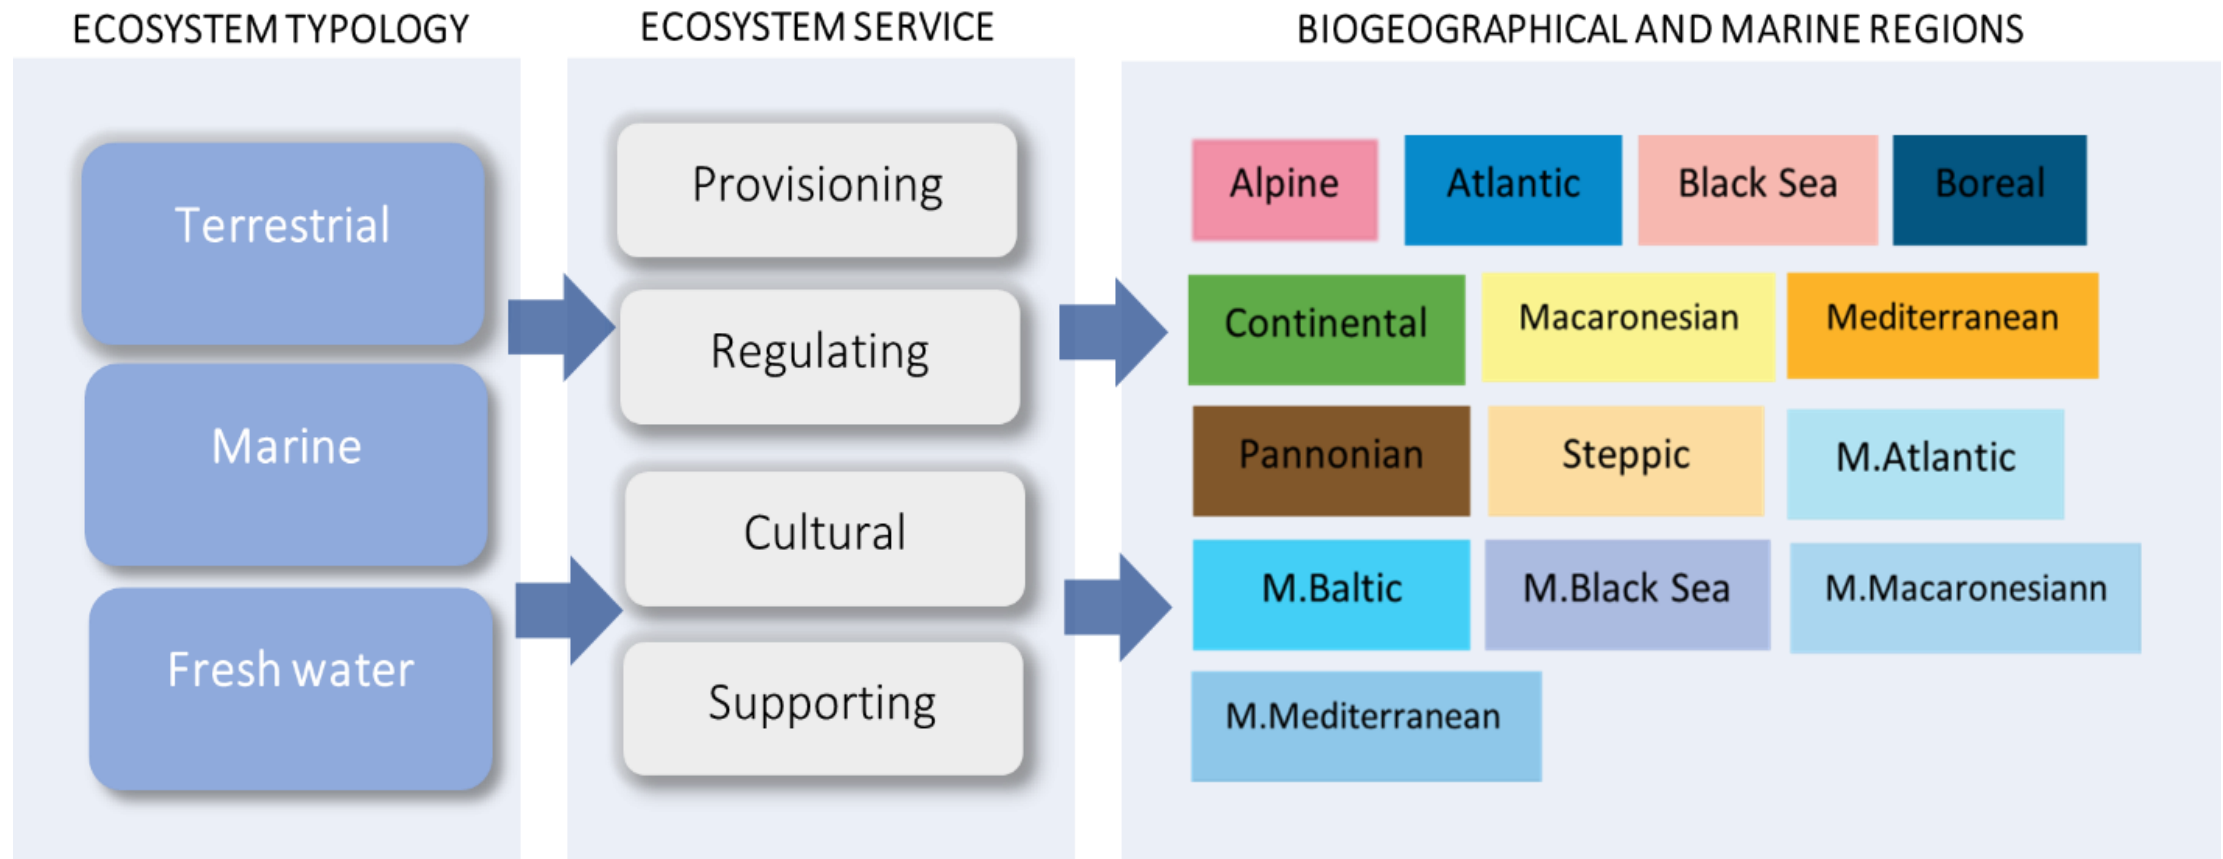 ECOSYSTEM TYPOLOGY
ECOSYSTEM SERVICE
BIOGEOGRAPHICAL AND MARINE REGIONS
Terrestrial
Marine
Fresh water
Provisioning
Regulating
Cultural
Supporting
Alpine
Atlantic
Black Sea
Boreal
Continental
Macaronesian
Mediterranean
Pannonian
Steppic
M.Atlantic
M.Baltic
M.Black Sea
M.Macaronesiann
M.Mediterranean